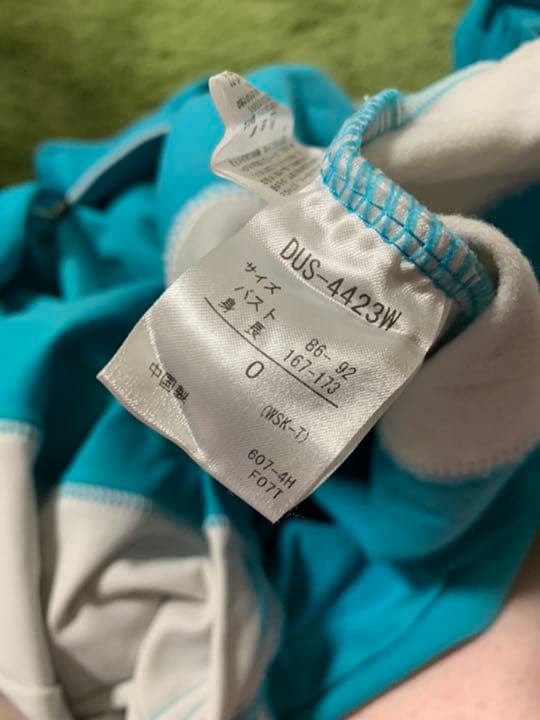 DUS-4423W
サイズ
バスト 86-92
身長 167-173
O
(WSK-T)
中国製
607-4H
F07T